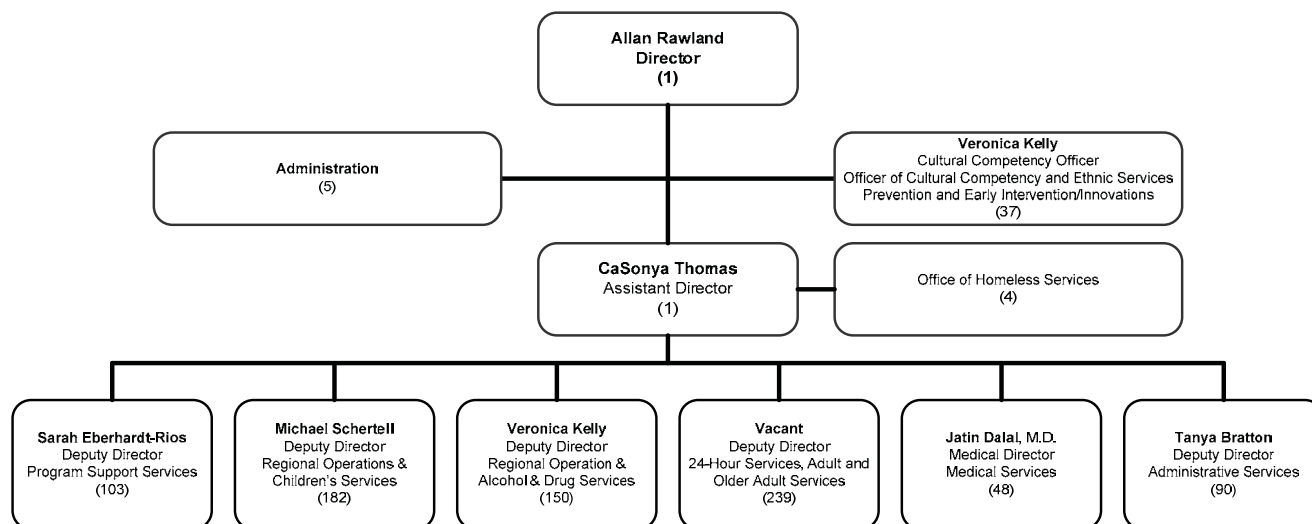 Allan Rawland
Director
(1)
Administration
(5)
Veronica Kelly
Cultural Competency Officer
Officer of Cultural Competency and Ethnic Services
Prevention and Early Intervention/Innovations
(37)
CaSonya Thomas
Assistant Director
(1)
Office of Homeless Services
(4)
Sarah Eberhardt-Rios
Deputy Director
Program Support Services
(103)
Michael Schertell
Deputy Director
Regional Operations &
Children's Services
(182)
Veronica Kelly
Deputy Director
Regional Operation &
Alcohol & Drug Services
(150)
Vacant
Deputy Director
24-Hour Services, Adult and
Older Adult Services
(239)
Jatin Dalal, M.D.
Medical Director
Medical Services
(48)
Tanya Bratton
Deputy Director
Administrative Services
(90)